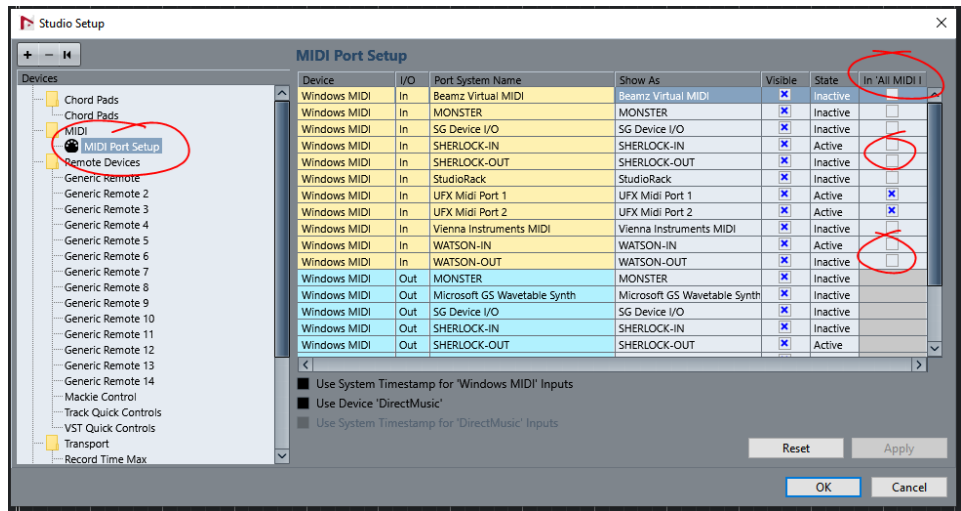 Studio Setup
MIDI Port Setup
Devices
Chord Pads
Chord Pads
MIDI
MIDI Port Setup
Remote Devices
Generic Remote
Generic Remote 2
Generic Remote 3
Generic Remote 4
Generic Remote 5
Generic Remote 6
Generic Remote 7
Generic Remote 8
Generic Remote 9
Generic Remote 10
Generic Remote 11
Generic Remote 12
Generic Remote 13
Generic Remote 14
Mackie Control
Track Quick Controls
VST Quick Controls
Transport
Record Time Max
Device I/O Port System Name Show As Visible State In 'All MIDI I
Windows MIDI In Beamz Virtual MIDI Beamz Virtual MIDI Inactive
Windows MIDI In MONSTER MONSTER Inactive
Windows MIDI In SG Device I/O SG Device I/O Inactive
Windows MIDI In SHERLOCK-IN SHERLOCK-IN Active
Windows MIDI In SHERLOCK-OUT SHERLOCK-OUT Inactive
Windows MIDI In StudioRack StudioRack Inactive
Windows MIDI In UFX Midi Port 1 UFX Midi Port 1 Active
Windows MIDI In UFX Midi Port 2 UFX Midi Port 2 Active
Windows MIDI In Vienna Instruments MIDI Vienna Instruments MIDI Inactive
Windows MIDI In WATSON-IN WATSON-IN Active
Windows MIDI In WATSON-OUT WATSON-OUT Inactive
Windows MIDI Out MONSTER MONSTER Inactive
Windows MIDI Out Microsoft GS Wavetable Synth Microsoft GS Wavetable Synth Inactive
Windows MIDI Out SG Device I/O SG Device I/O Inactive
Windows MIDI Out SHERLOCK-IN SHERLOCK-IN Inactive
Windows MIDI Out SHERLOCK-OUT SHERLOCK-OUT Active
Use System Timestamp for 'Windows MIDI' Inputs
Use Device 'DirectMusic'
Use System Timestamp for 'DirectMusic' Inputs
Reset Apply
OK Cancel